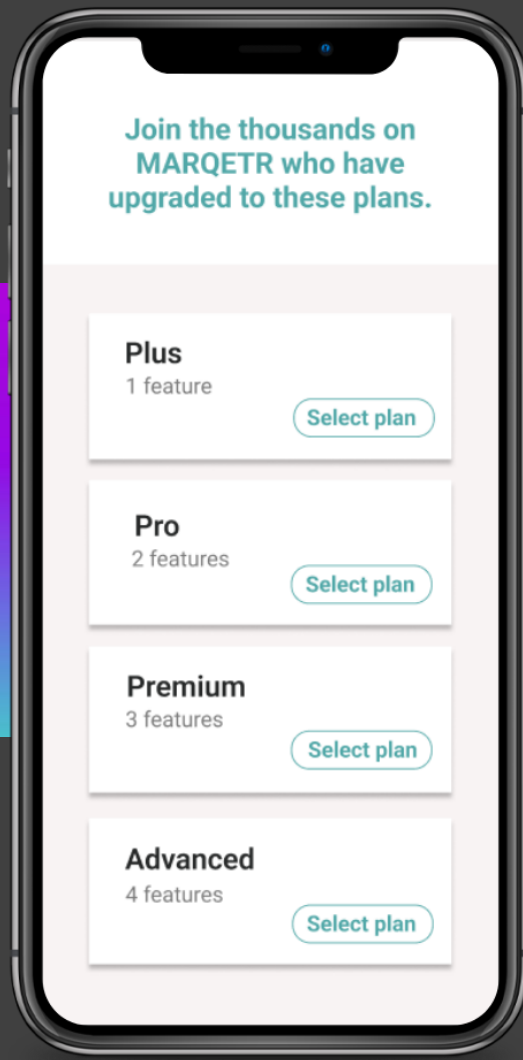 Join the thousands on
MARQETR who have
upgraded to these plans.
Plus
1 feature
Select plan
Pro
2 features
Select plan
Premium
3 features
Select plan
Advanced
4 features
Select plan